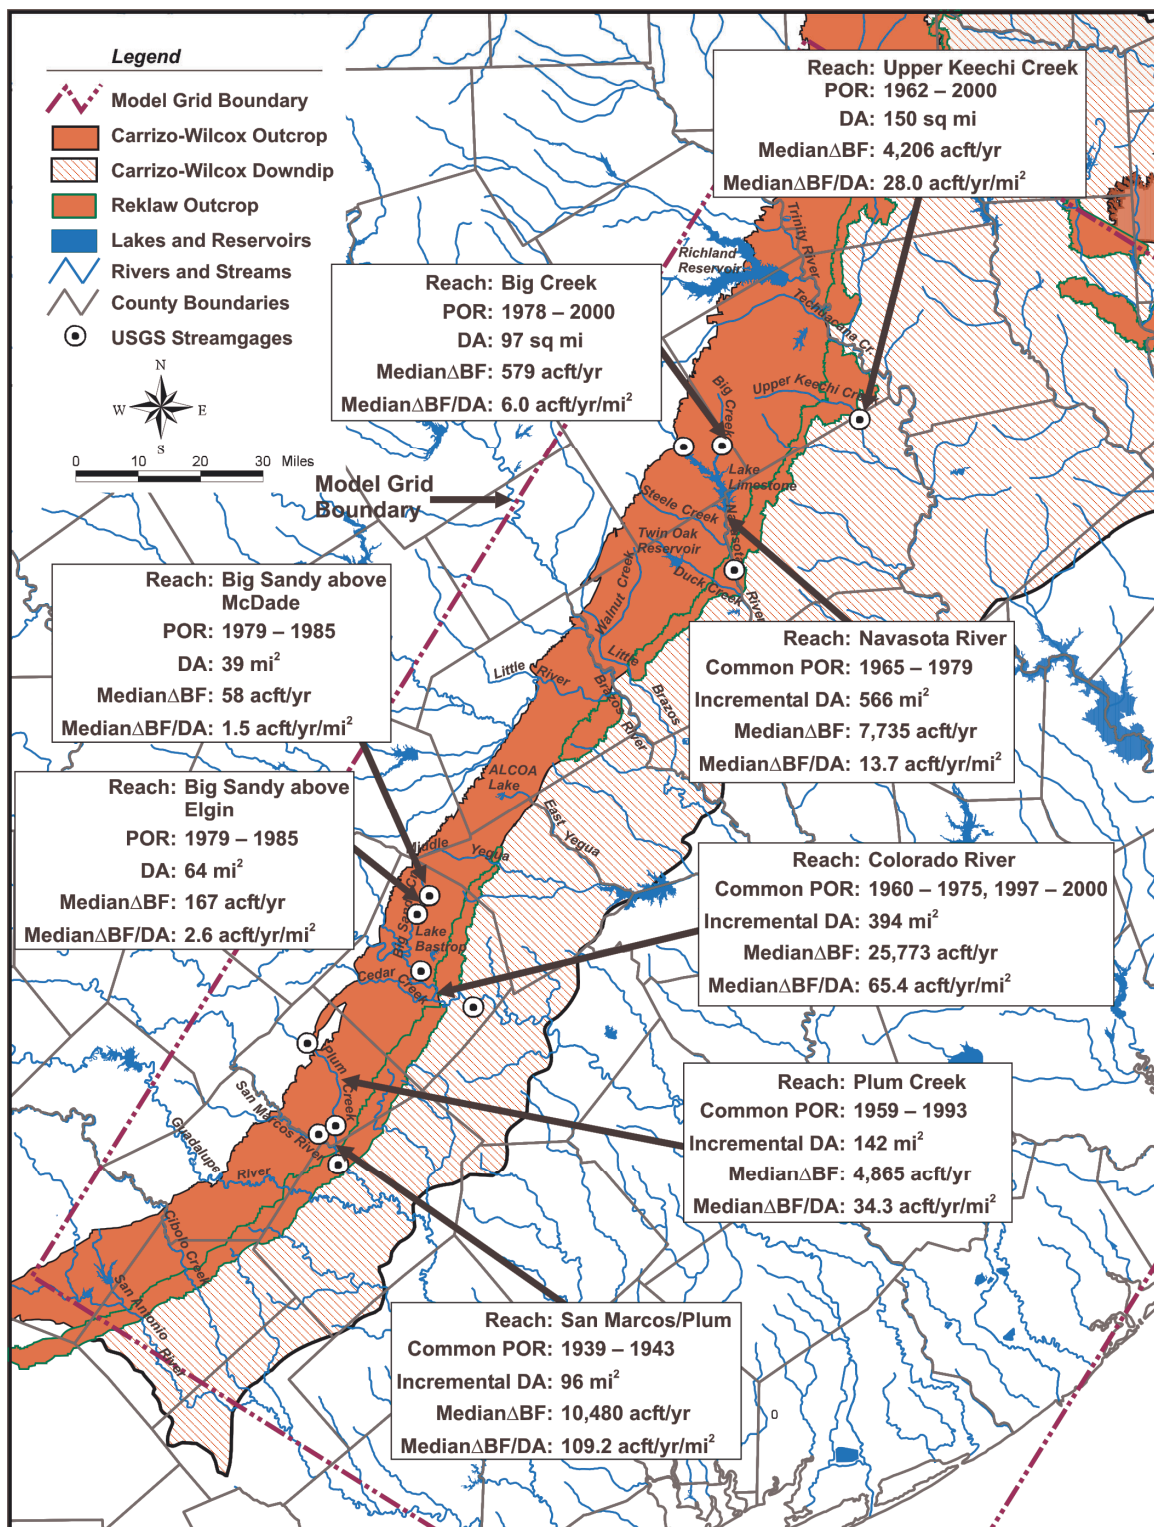 Legend
Model Grid Boundary
Carrizo-Wilcox Outcrop
Carrizo-Wilcox Downdip
Reklaw Outcrop
Lakes and Reservoirs
Rivers and Streams
County Boundaries
USGS Streamgages
N
W E
S
0 10 20 30 Miles
Model Grid
Boundary
Reach: Upper Keechi Creek
POR: 1962 – 2000
DA: 150 sq mi
Median∆BF: 4,206 acft/yr
Median∆BF/DA: 28.0 acft/yr/mi²
Trinity River
Richland
Reservoir
Techuacana Cr.
Reach: Big Creek
POR: 1978 – 2000
DA: 97 sq mi
Median∆BF: 579 acft/yr
Median∆BF/DA: 6.0 acft/yr/mi²
Big Creek
Upper Keechi Creek
Lake
Limestone
Steele Creek
Navasota
River
Twin Oak
Reservoir
Duck Creek
Walnut Creek
Little
River
Little
Brazos
Brazos
River
Reach: Big Sandy above
McDade
POR: 1979 – 1985
DA: 39 mi²
Median∆BF: 58 acft/yr
Median∆BF/DA: 1.5 acft/yr/mi²
Reach: Navasota River
Common POR: 1965 – 1979
Incremental DA: 566 mi²
Median∆BF: 7,735 acft/yr
Median∆BF/DA: 13.7 acft/yr/mi²
Reach: Big Sandy above
Elgin
POR: 1979 – 1985
DA: 64 mi²
Median∆BF: 167 acft/yr
Median∆BF/DA: 2.6 acft/yr/mi²
ALCOA
Lake
East Yegua
Middle Yegua
Big Sandy Cr
Lake
Bastrop
Cedar Creek
Reach: Colorado River
Common POR: 1960 – 1975, 1997 – 2000
Incremental DA: 394 mi²
Median∆BF: 25,773 acft/yr
Median∆BF/DA: 65.4 acft/yr/mi²
Plum Creek
San Marcos River
Guadalupe
River
Reach: Plum Creek
Common POR: 1959 – 1993
Incremental DA: 142 mi²
Median∆BF: 4,865 acft/yr
Median∆BF/DA: 34.3 acft/yr/mi²
Cibolo Creek
San Antonio
River
Reach: San Marcos/Plum
Common POR: 1939 – 1943
Incremental DA: 96 mi²
Median∆BF: 10,480 acft/yr
Median∆BF/DA: 109.2 acft/yr/mi²
0